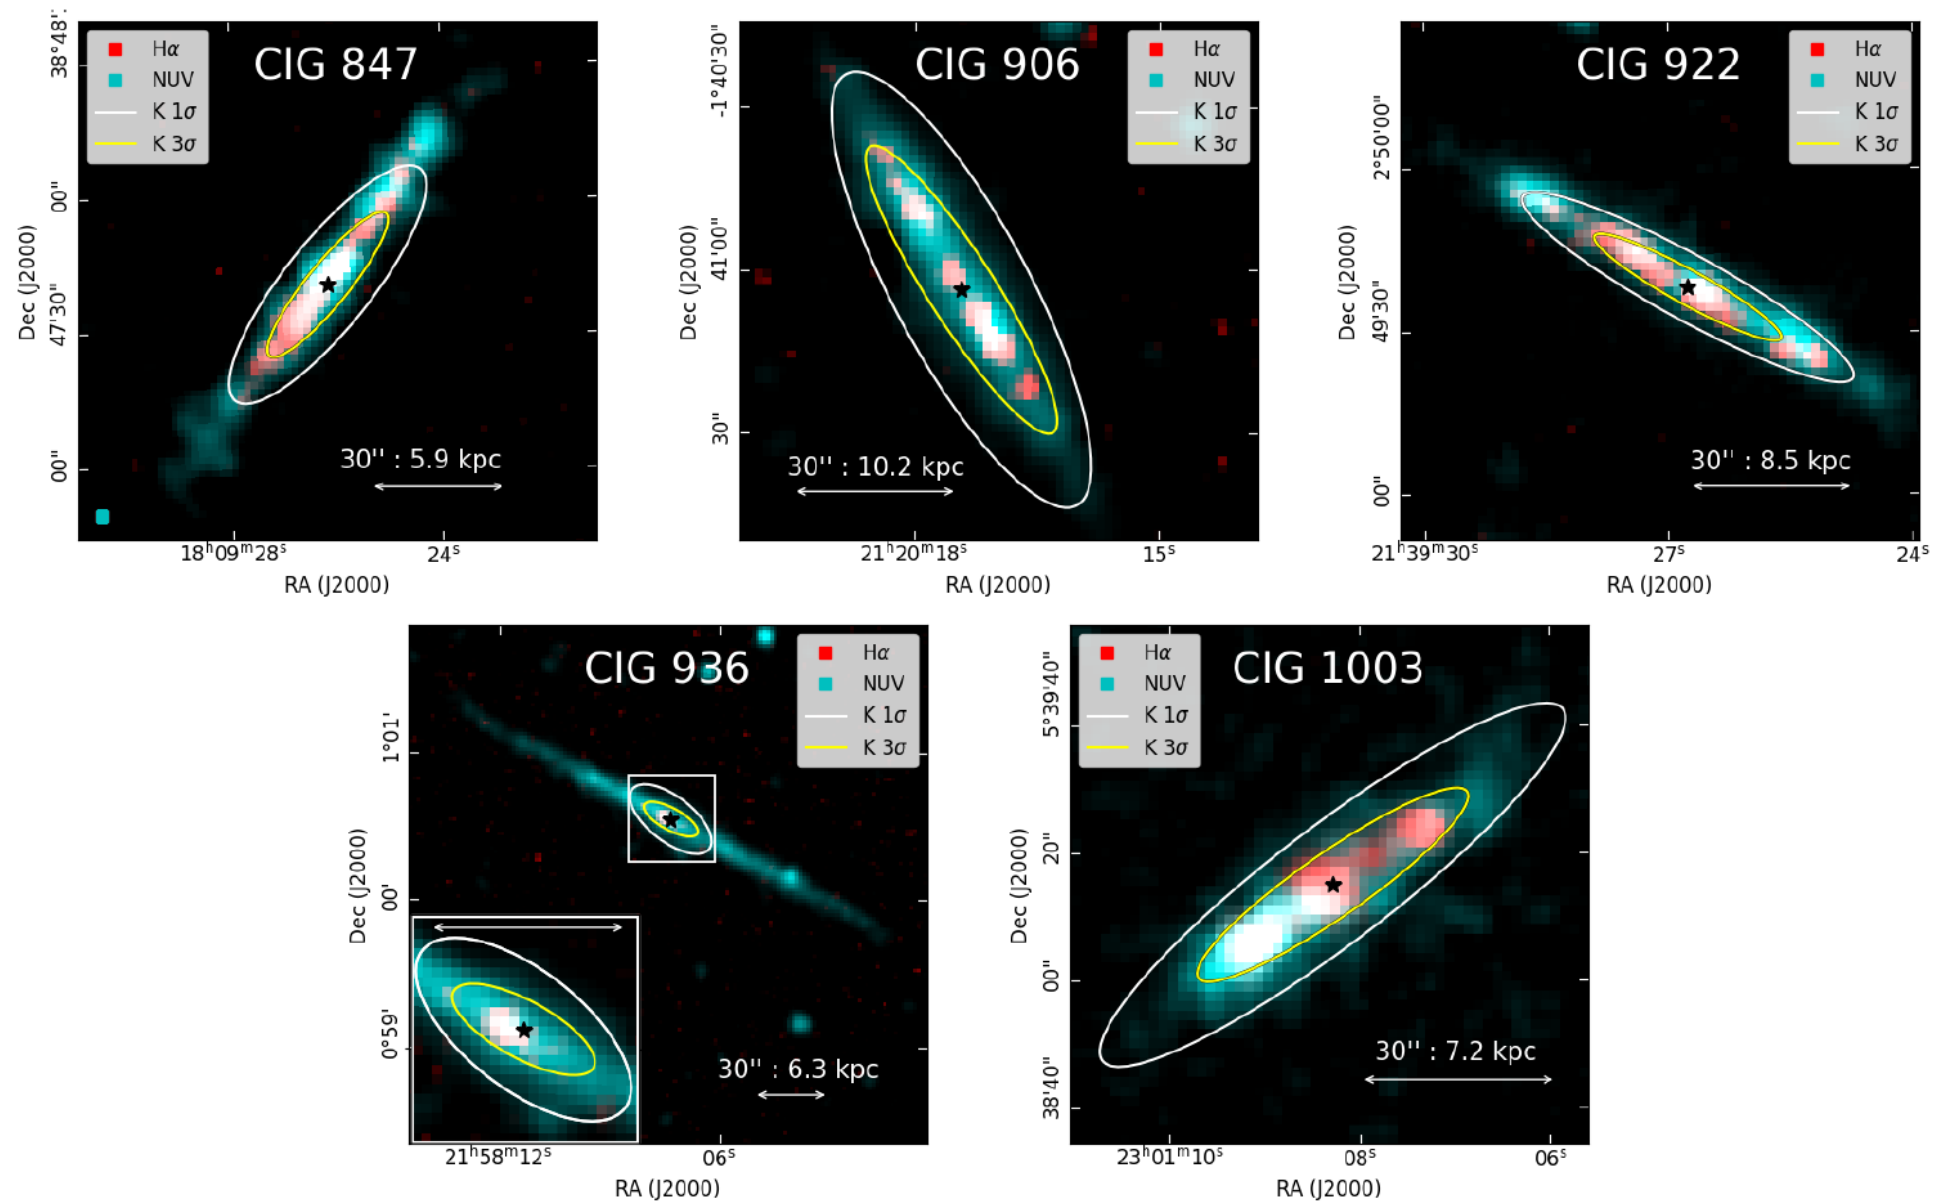 CIG 847
Hα
NUV
K 1σ
K 3σ
38°48'
00"
47'30"
00"
Dec (J2000)
30'' : 5.9 kpc
18ʰ09ᵐ28ˢ
24ˢ
RA (J2000)
CIG 906
Hα
NUV
K 1σ
K 3σ
-1°40'30"
41'00"
30"
Dec (J2000)
30'' : 10.2 kpc
21ʰ20ᵐ18ˢ
15ˢ
RA (J2000)
CIG 922
Hα
NUV
K 1σ
K 3σ
2°50'00"
49'30"
00"
Dec (J2000)
30'' : 8.5 kpc
21ʰ39ᵐ30ˢ
27ˢ
24ˢ
RA (J2000)
CIG 936
Hα
NUV
K 1σ
K 3σ
1°01'
00'
0°59'
Dec (J2000)
30'' : 6.3 kpc
21ʰ58ᵐ12ˢ
06ˢ
RA (J2000)
CIG 1003
Hα
NUV
K 1σ
K 3σ
5°39'40"
20"
00"
38'40"
Dec (J2000)
30'' : 7.2 kpc
23ʰ01ᵐ10ˢ
08ˢ
06ˢ
RA (J2000)